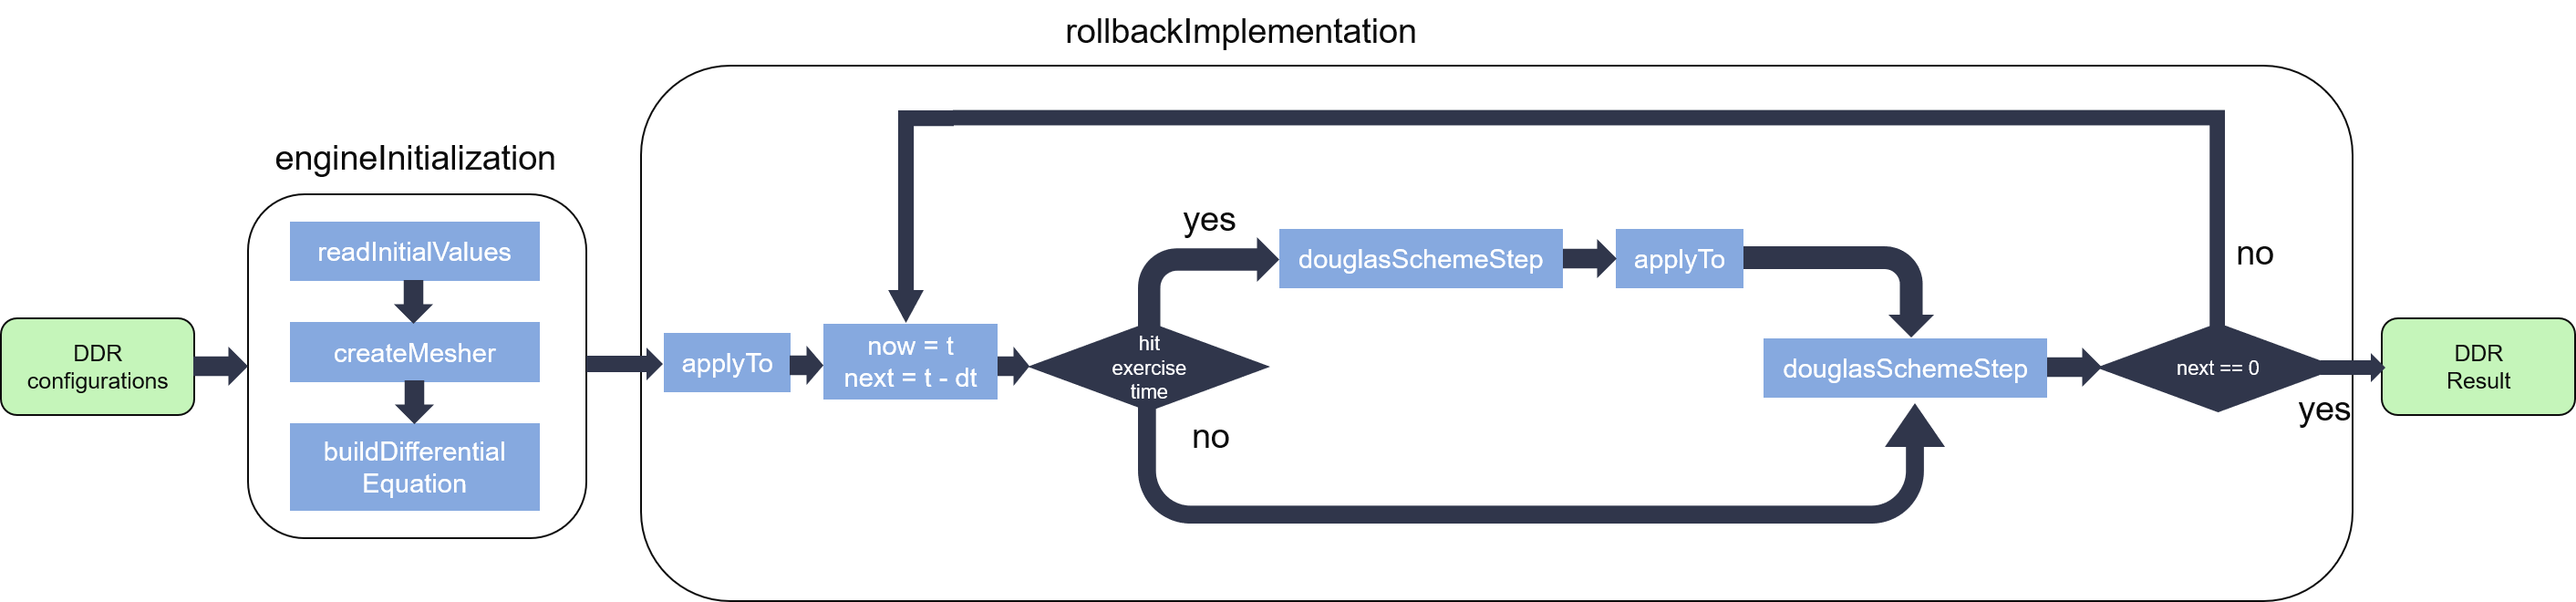 rollbackImplementation
engineInitialization
DDR
configurations
readInitialValues
createMesher
buildDifferential
Equation
applyTo
now = t
next = t - dt
hit
exercise
time
yes
no
douglasSchemeStep
applyTo
douglasSchemeStep
next == 0
no
yes
DDR
Result